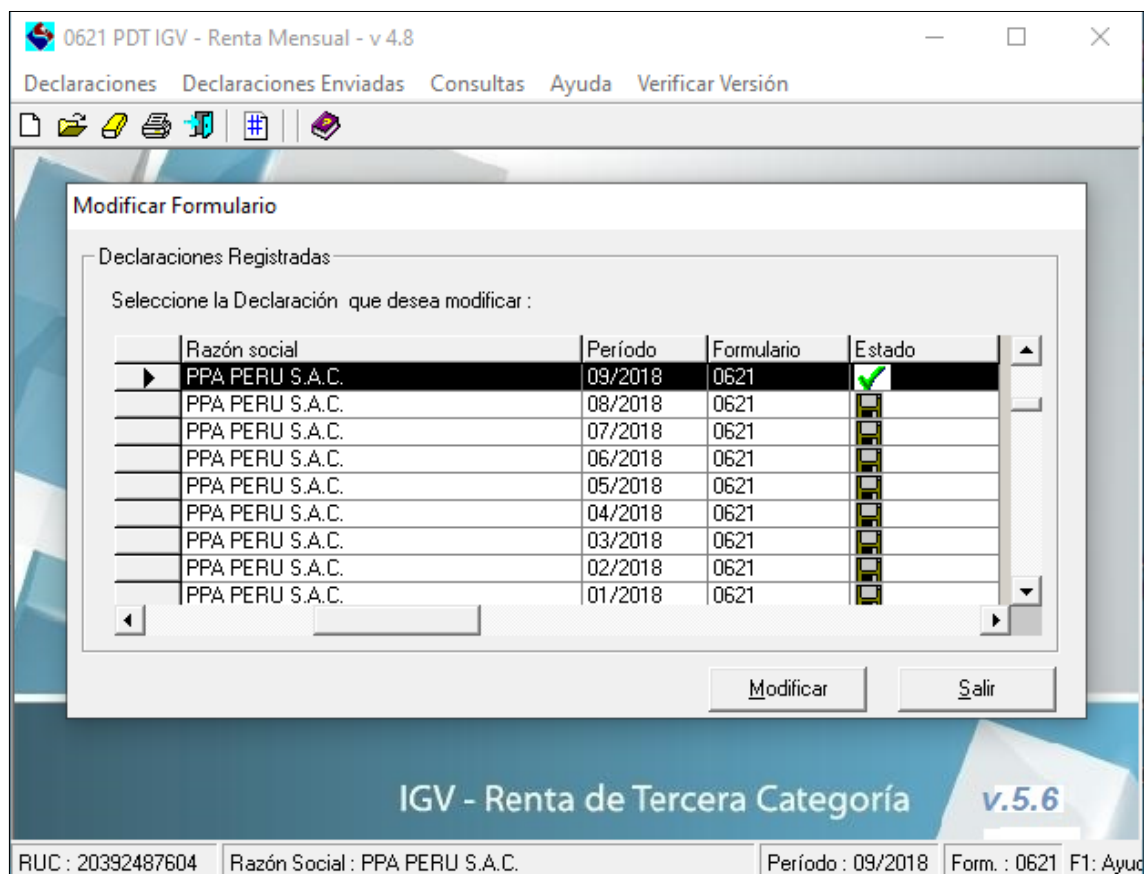 0621 PDT IGV - Renta Mensual - v 4.8
Declaraciones Declaraciones Enviadas Consultas Ayuda Verificar Versión
Modificar Formulario
Declaraciones Registradas
Seleccione la Declaración que desea modificar :
Razón social Período Formulario Estado
PPA PERU S.A.C. 09/2018 0621
PPA PERU S.A.C. 08/2018 0621
PPA PERU S.A.C. 07/2018 0621
PPA PERU S.A.C. 06/2018 0621
PPA PERU S.A.C. 05/2018 0621
PPA PERU S.A.C. 04/2018 0621
PPA PERU S.A.C. 03/2018 0621
PPA PERU S.A.C. 02/2018 0621
PPA PERU S.A.C. 01/2018 0621
Modificar Salir
IGV - Renta de Tercera Categoría v.5.6
RUC : 20392487604 Razón Social : PPA PERU S.A.C. Período : 09/2018 Form. : 0621 F1: Ayuc